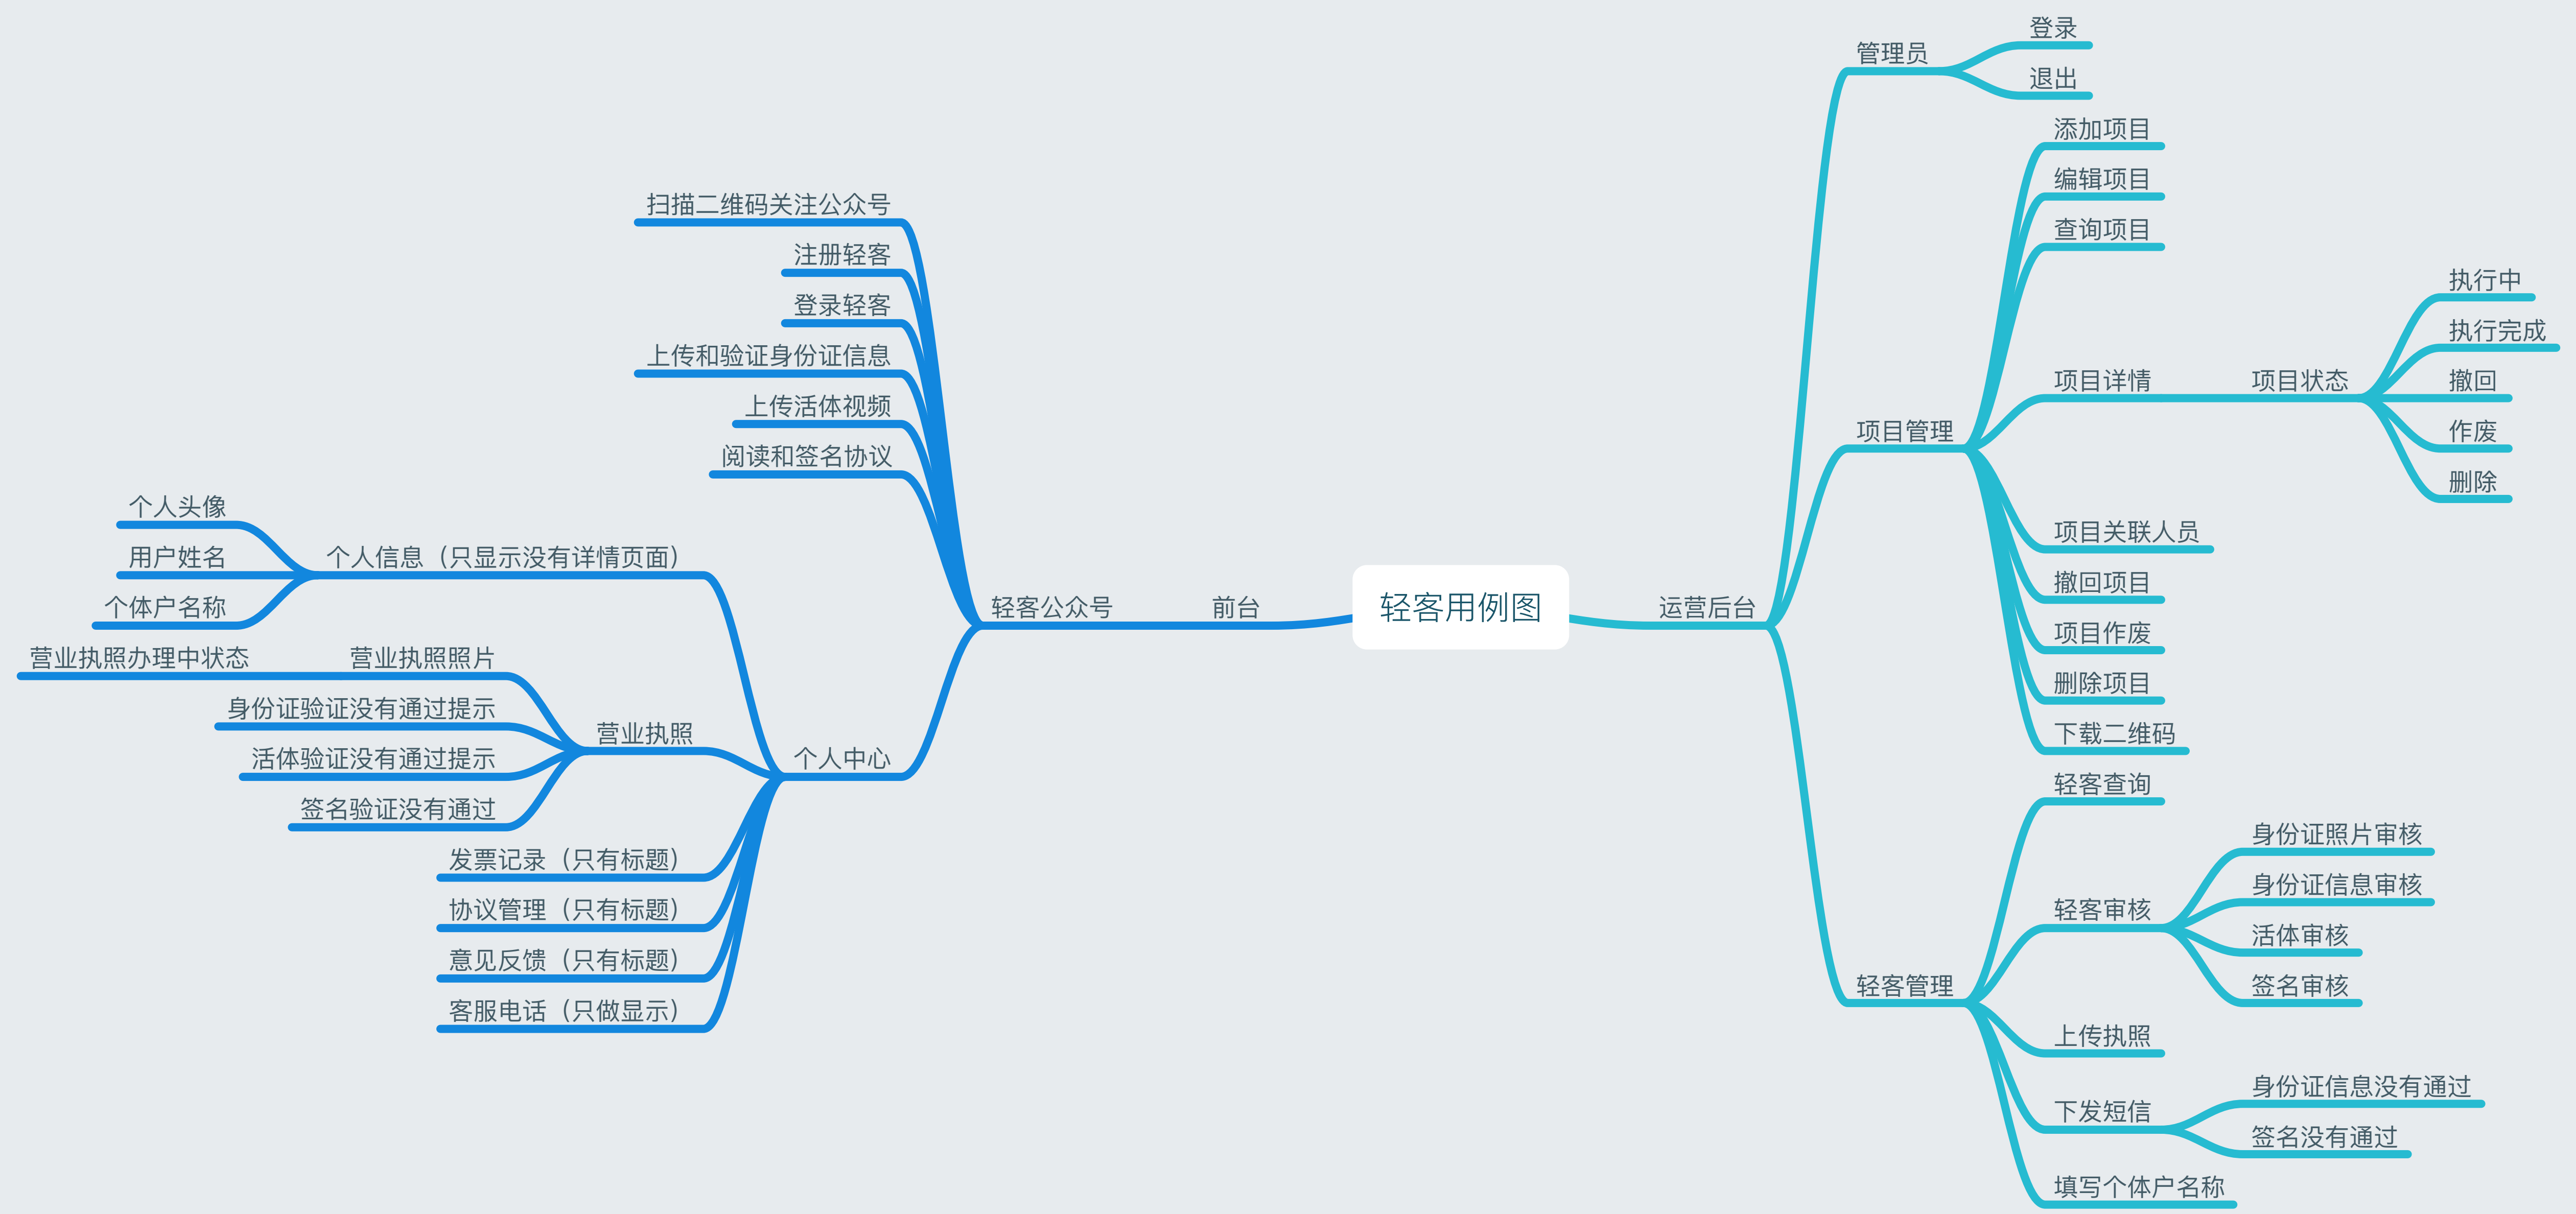 轻客用例图
前台
轻客公众号
扫描二维码关注公众号
注册轻客
登录轻客
上传和验证身份证信息
上传活体视频
阅读和签名协议
个人中心
个人信息（只显示没有详情页面）
个人头像
用户姓名
个体户名称
营业执照
营业执照照片
营业执照办理中状态
身份证验证没有通过提示
活体验证没有通过提示
签名验证没有通过
发票记录（只有标题）
协议管理（只有标题）
意见反馈（只有标题）
客服电话（只做显示）
运营后台
管理员
登录
退出
项目管理
添加项目
编辑项目
查询项目
项目详情
项目状态
执行中
执行完成
撤回
作废
删除
项目关联人员
撤回项目
项目作废
删除项目
下载二维码
轻客管理
轻客查询
轻客审核
身份证照片审核
身份证信息审核
活体审核
签名审核
上传执照
下发短信
身份证信息没有通过
签名没有通过
填写个体户名称